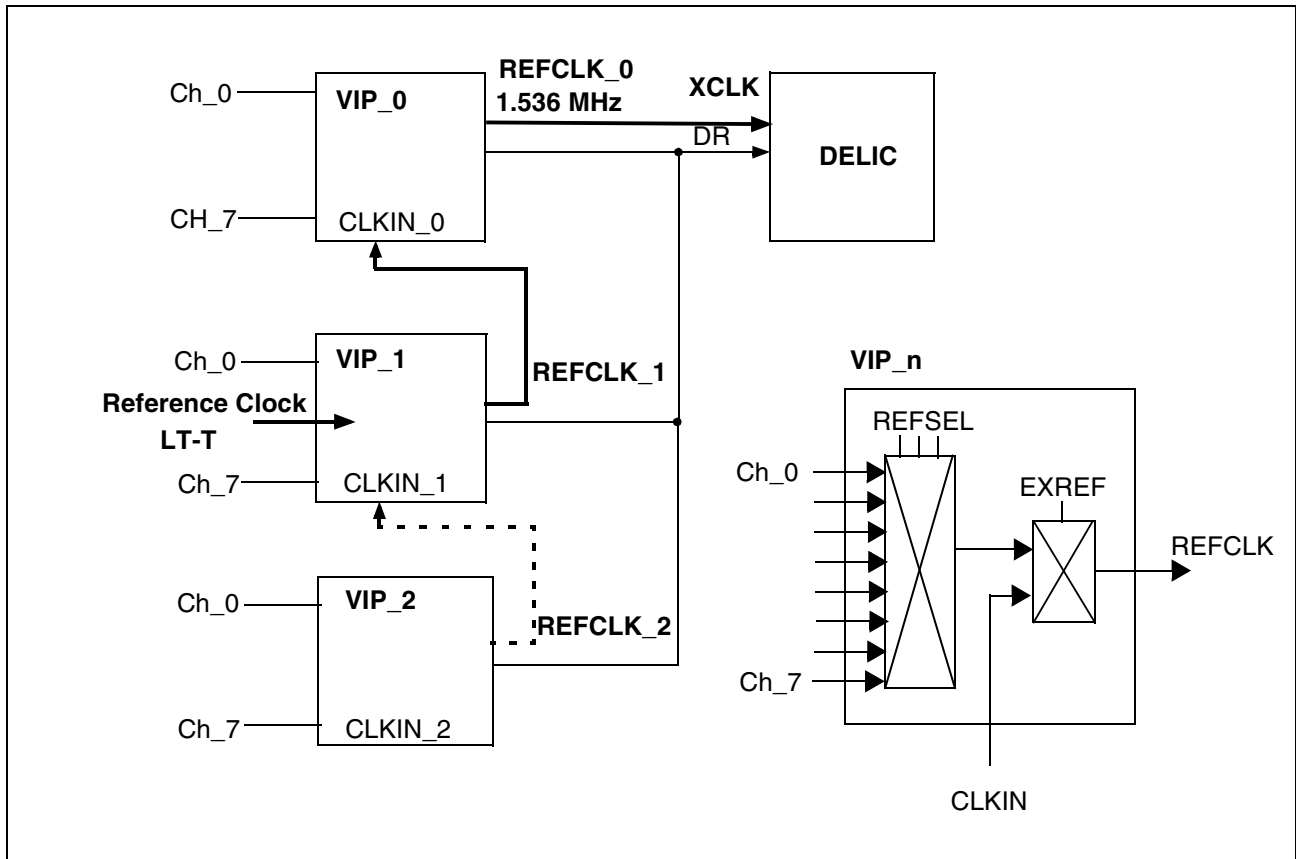 REFCLK_0
1.536 MHz
XCLK
Ch_0
VIP_0
DR
DELIC
CH_7
CLKIN_0
Ch_0
VIP_1
REFCLK_1
Reference Clock
LT-T
Ch_7
CLKIN_1
Ch_0
VIP_2
REFCLK_2
Ch_7
CLKIN_2
VIP_n
REFSEL
Ch_0
EXREF
REFCLK
Ch_7
CLKIN